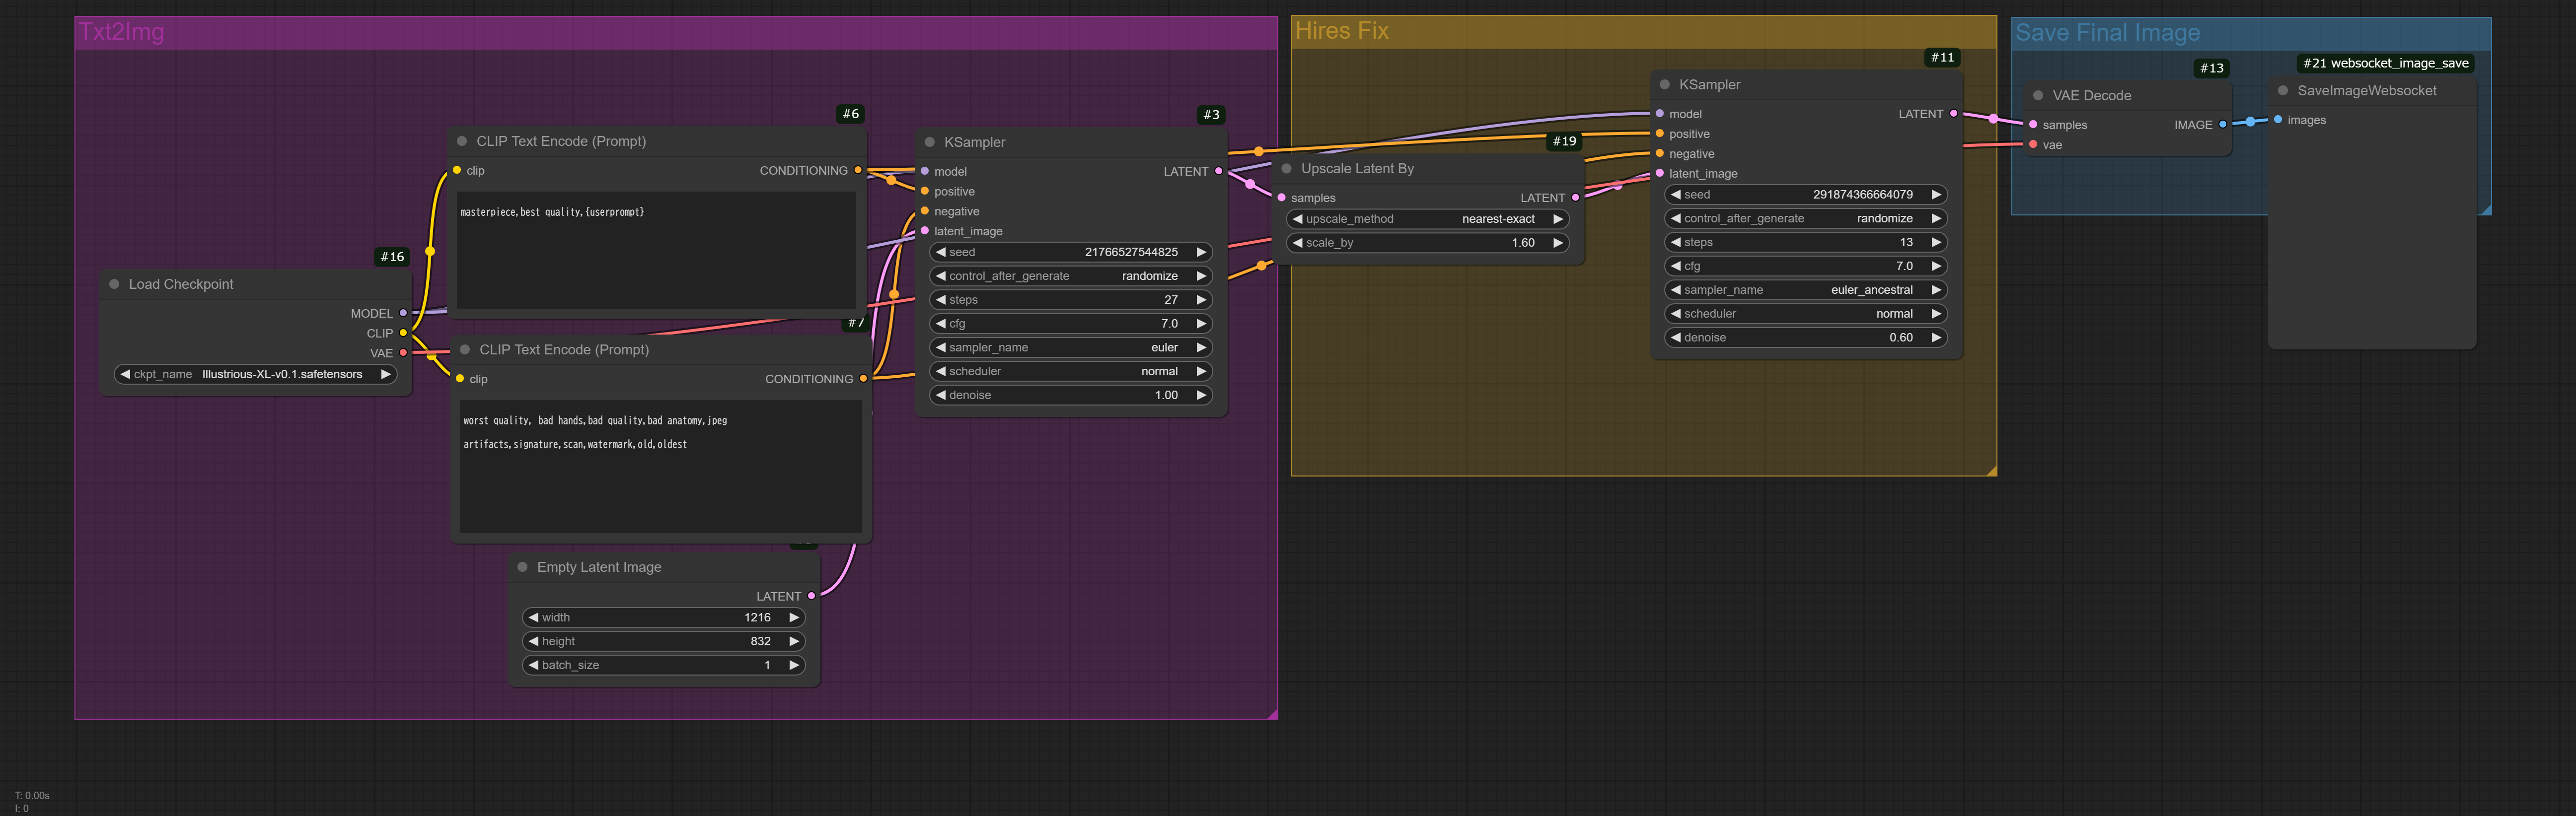 Txt2Img
#16
Load Checkpoint
MODEL
CLIP
VAE
ckpt_name Illustrious-XL-v0.1.safetensors
#6
CLIP Text Encode (Prompt)
clip CONDITIONING
masterpiece,best quality,{userprompt}
#7
CLIP Text Encode (Prompt)
clip CONDITIONING
worst quality, bad hands,bad quality,bad anatomy,jpeg
artifacts,signature,scan,watermark,old,oldest
Empty Latent Image
LATENT
width 1216
height 832
batch_size 1
#3
KSampler
model LATENT
positive
negative
latent_image
seed 21766527544825
control_after_generate randomize
steps 27
cfg 7.0
sampler_name euler
scheduler normal
denoise 1.00
Hires Fix
#19
Upscale Latent By
samples LATENT
upscale_method nearest-exact
scale_by 1.60
#11
KSampler
model LATENT
positive
negative
latent_image
seed 291874366664079
control_after_generate randomize
steps 13
cfg 7.0
sampler_name euler_ancestral
scheduler normal
denoise 0.60
Save Final Image
#13
VAE Decode
samples IMAGE
vae
#21 websocket_image_save
SaveImageWebsocket
images
T: 0.00s
I: 0